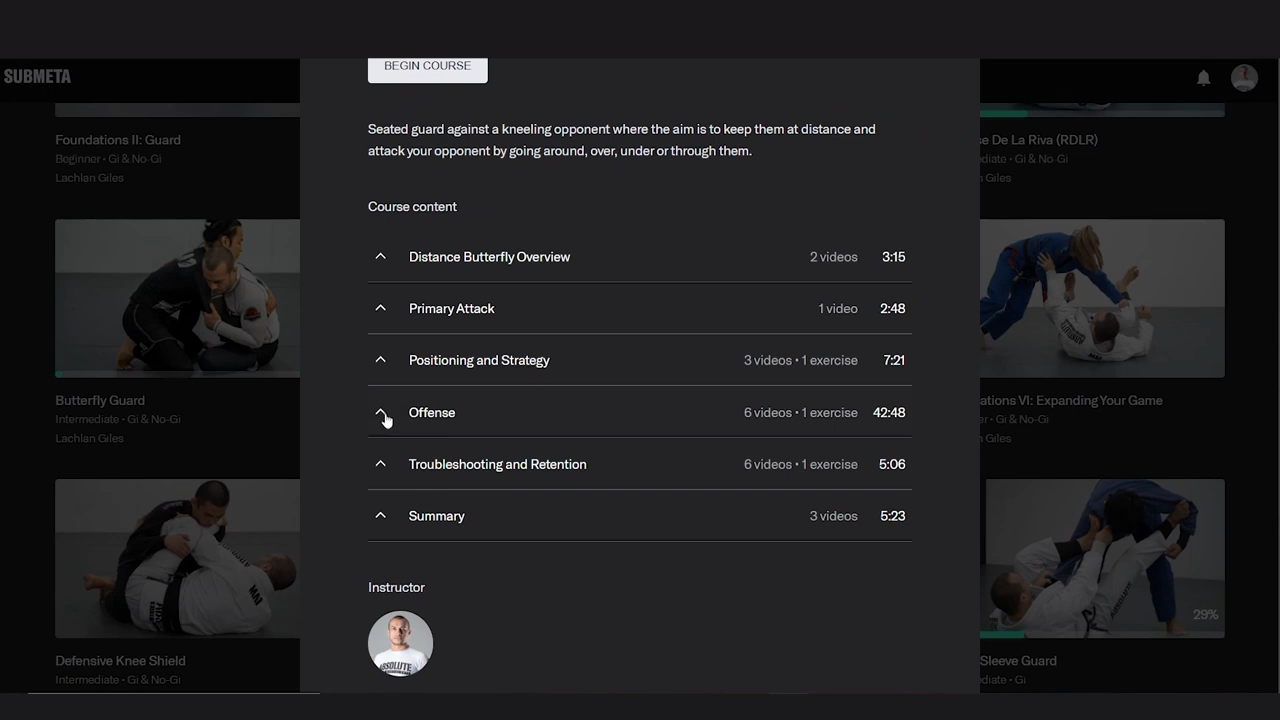 BEGIN COURSE
SUBMETA
Foundations II: Guard
Beginner • Gi & No-Gi
Lachlan Giles
Butterfly Guard
Intermediate • Gi & No-Gi
Lachlan Giles
Defensive Knee Shield
Intermediate • Gi & No-Gi
Seated guard against a kneeling opponent where the aim is to keep them at distance and
attack your opponent by going around, over, under or through them.
Course content
Distance Butterfly Overview 2 videos 3:15
Primary Attack 1 video 2:48
Positioning and Strategy 3 videos • 1 exercise 7:21
Offense 6 videos • 1 exercise 42:48
Troubleshooting and Retention 6 videos • 1 exercise 5:06
Summary 3 videos 5:23
Instructor
ABSOLUTE
se De La Riva (RDLR)
diate • Gi & No-Gi
n Giles
ations VI: Expanding Your Game
er • Gi & No-Gi
n Giles
29%
Sleeve Guard
diate • Gi